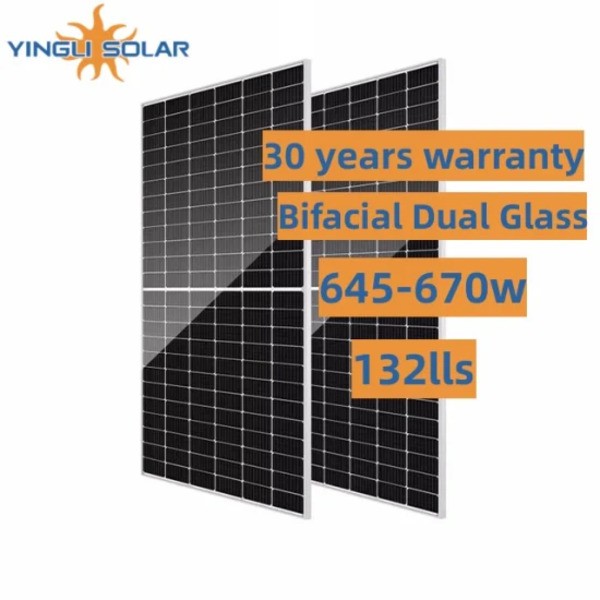 YINGLI SOLAR
30 years warranty
Bifacial Dual Glass
645-670w
132lls